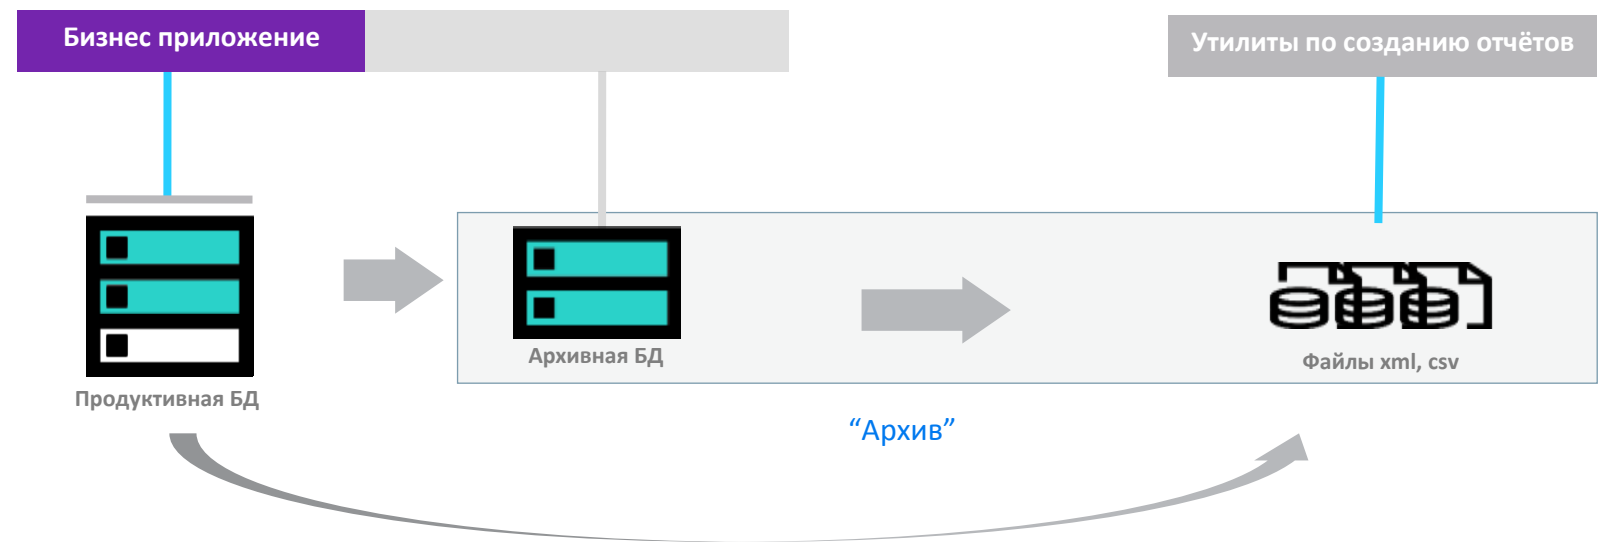 Бизнес приложение
Утилиты по созданию отчётов
Архивная БД
Файлы xml, csv
Продуктивная БД
“Архив”